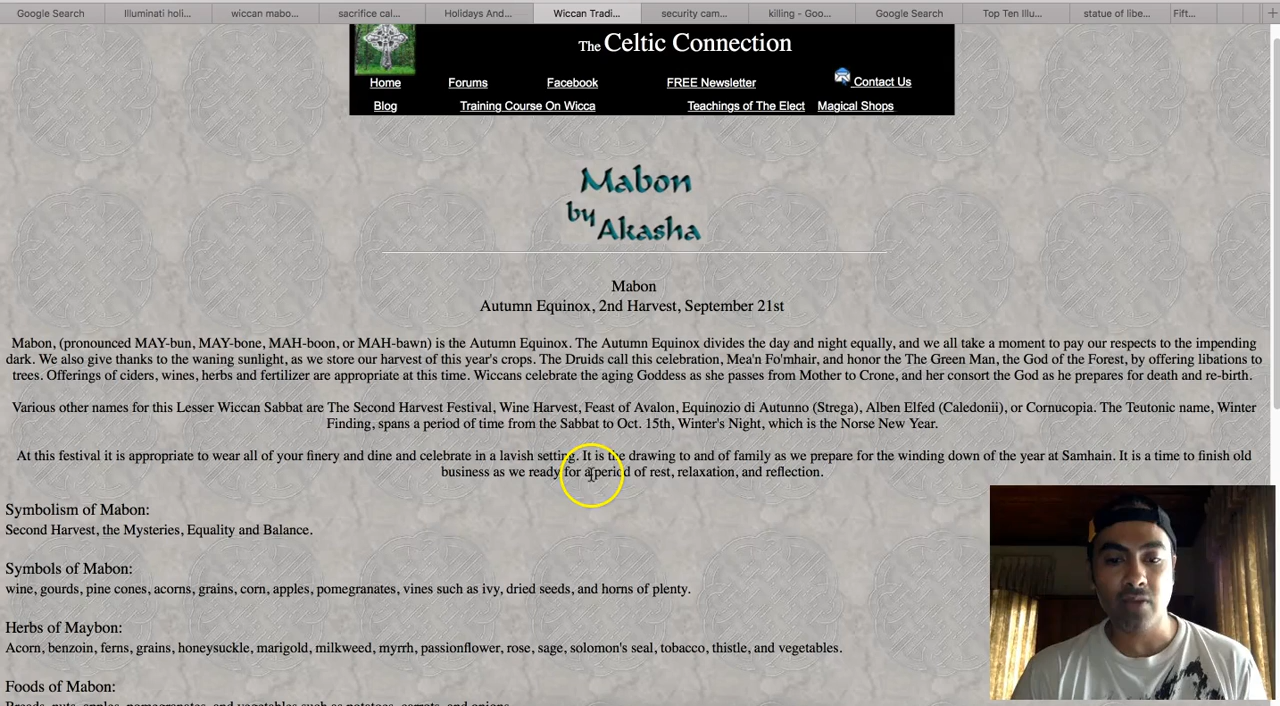 Google Search Illuminati holi... wiccan mabo... sacrifice cal... Holidays And... Wiccan Tradi... security cam... killing - Goo... Google Search Top Ten Illu... statue of libe... Fift...
The Celtic Connection
Home Forums Facebook FREE Newsletter Contact Us
Blog Training Course On Wicca Teachings of The Elect Magical Shops
Mabon
by
Akasha
Mabon
Autumn Equinox, 2nd Harvest, September 21st
Mabon, (pronounced MAY-bun, MAY-bone, MAH-boon, or MAH-bawn) is the Autumn Equinox. The Autumn Equinox divides the day and night equally, and we all take a moment to pay our respects to the impending
dark. We also give thanks to the waning sunlight, as we store our harvest of this year's crops. The Druids call this celebration, Mea'n Fo'mhair, and honor the The Green Man, the God of the Forest, by offering libations to
trees. Offerings of ciders, wines, herbs and fertilizer are appropriate at this time. Wiccans celebrate the aging Goddess as she passes from Mother to Crone, and her consort the God as he prepares for death and re-birth.
Various other names for this Lesser Wiccan Sabbat are The Second Harvest Festival, Wine Harvest, Feast of Avalon, Equinozio di Autunno (Strega), Alben Elfed (Caledonii), or Cornucopia. The Teutonic name, Winter
Finding, spans a period of time from the Sabbat to Oct. 15th, Winter's Night, which is the Norse New Year.
At this festival it is appropriate to wear all of your finery and dine and celebrate in a lavish setting. It is the drawing to and of family as we prepare for the winding down of the year at Samhain. It is a time to finish old
business as we ready for a period of rest, relaxation, and reflection.
Symbolism of Mabon:
Second Harvest, the Mysteries, Equality and Balance.
Symbols of Mabon:
wine, gourds, pine cones, acorns, grains, corn, apples, pomegranates, vines such as ivy, dried seeds, and horns of plenty.
Herbs of Maybon:
Acorn, benzoin, ferns, grains, honeysuckle, marigold, milkweed, myrrh, passionflower, rose, sage, solomon's seal, tobacco, thistle, and vegetables.
Foods of Mabon:
Breads, nuts, apples, pomegranates, and vegetables such as potatoes, carrots, and onions.